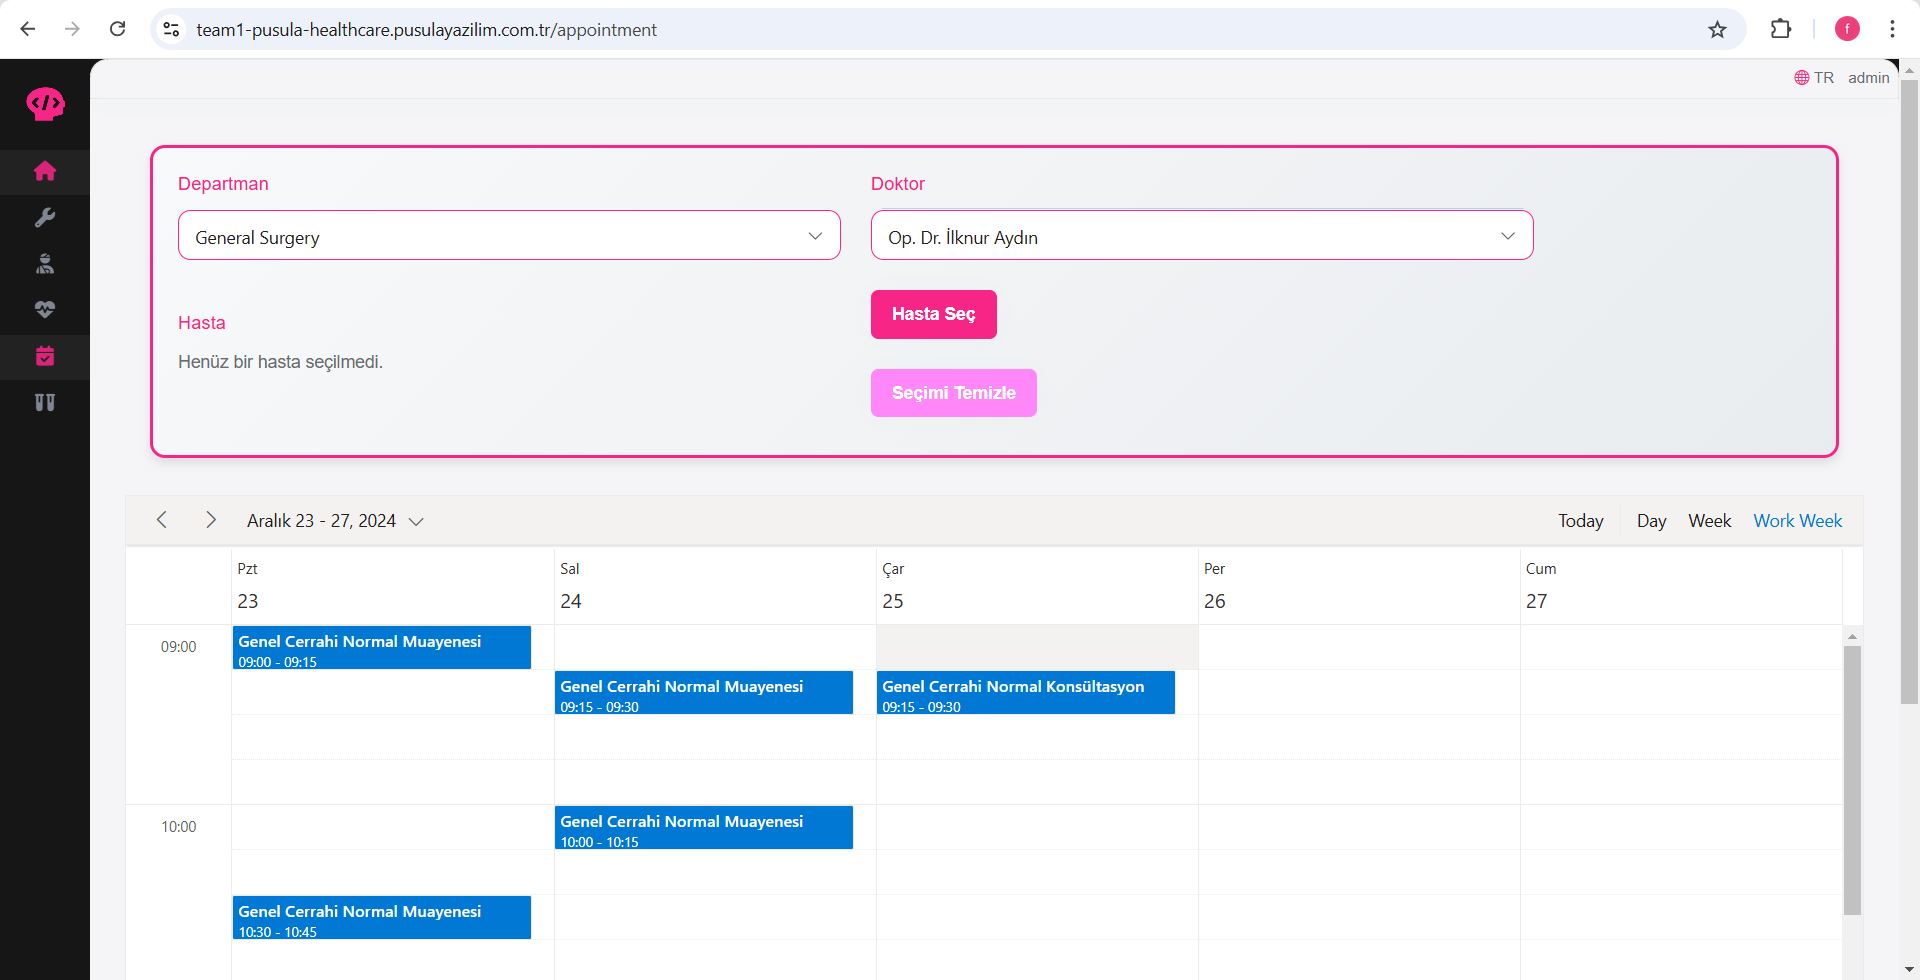 team1-pusula-healthcare.pusulayazilim.com.tr/appointment
f
TR admin
Departman
General Surgery
Doktor
Op. Dr. İlknur Aydın
Hasta Seç
Hasta
Henüz bir hasta seçilmedi.
Seçimi Temizle
Aralık 23 - 27, 2024
Today Day Week Work Week
Pzt Sal Çar Per Cum
23 24 25 26 27
09:00
Genel Cerrahi Normal Muayenesi
09:00 - 09:15
Genel Cerrahi Normal Muayenesi
09:15 - 09:30
Genel Cerrahi Normal Konsültasyon
09:15 - 09:30
10:00
Genel Cerrahi Normal Muayenesi
10:00 - 10:15
Genel Cerrahi Normal Muayenesi
10:30 - 10:45